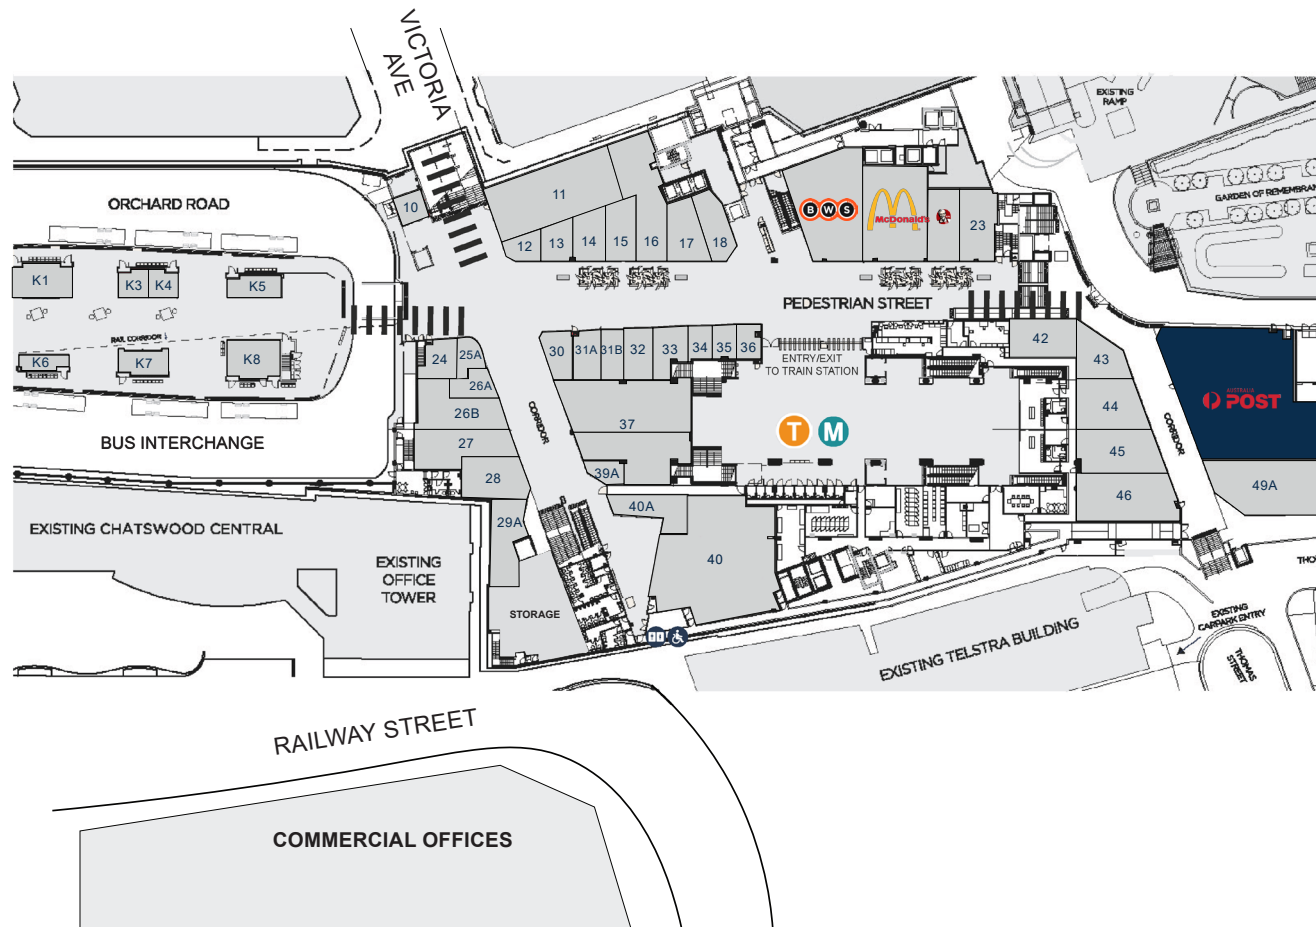 VICTORIA
AVE
EXISTING
RAMP
ORCHARD ROAD
GARDEN OF REMEMBRAN
10
11
12
13
14
15
16
17
18
BWS
McDonald's
KFC
23
K1
K3
K4
K5
RAIL CORRIDOR
K6
K7
K8
PEDESTRIAN STREET
24
25A
26A
26B
27
28
29A
30
31A
31B
32
33
34
35
36
ENTRY/EXIT
TO TRAIN STATION
42
43
44
45
46
CORRIDOR
CORRIDOR
37
39A
40A
40
T
M
AUSTRALIA
POST
49A
BUS INTERCHANGE
EXISTING CHATSWOOD CENTRAL
EXISTING
OFFICE
TOWER
STORAGE
THO
EXISTING
CARPARK ENTRY
EXISTING TELSTRA BUILDING
THOMAS
STREET
RAILWAY STREET
COMMERCIAL OFFICES